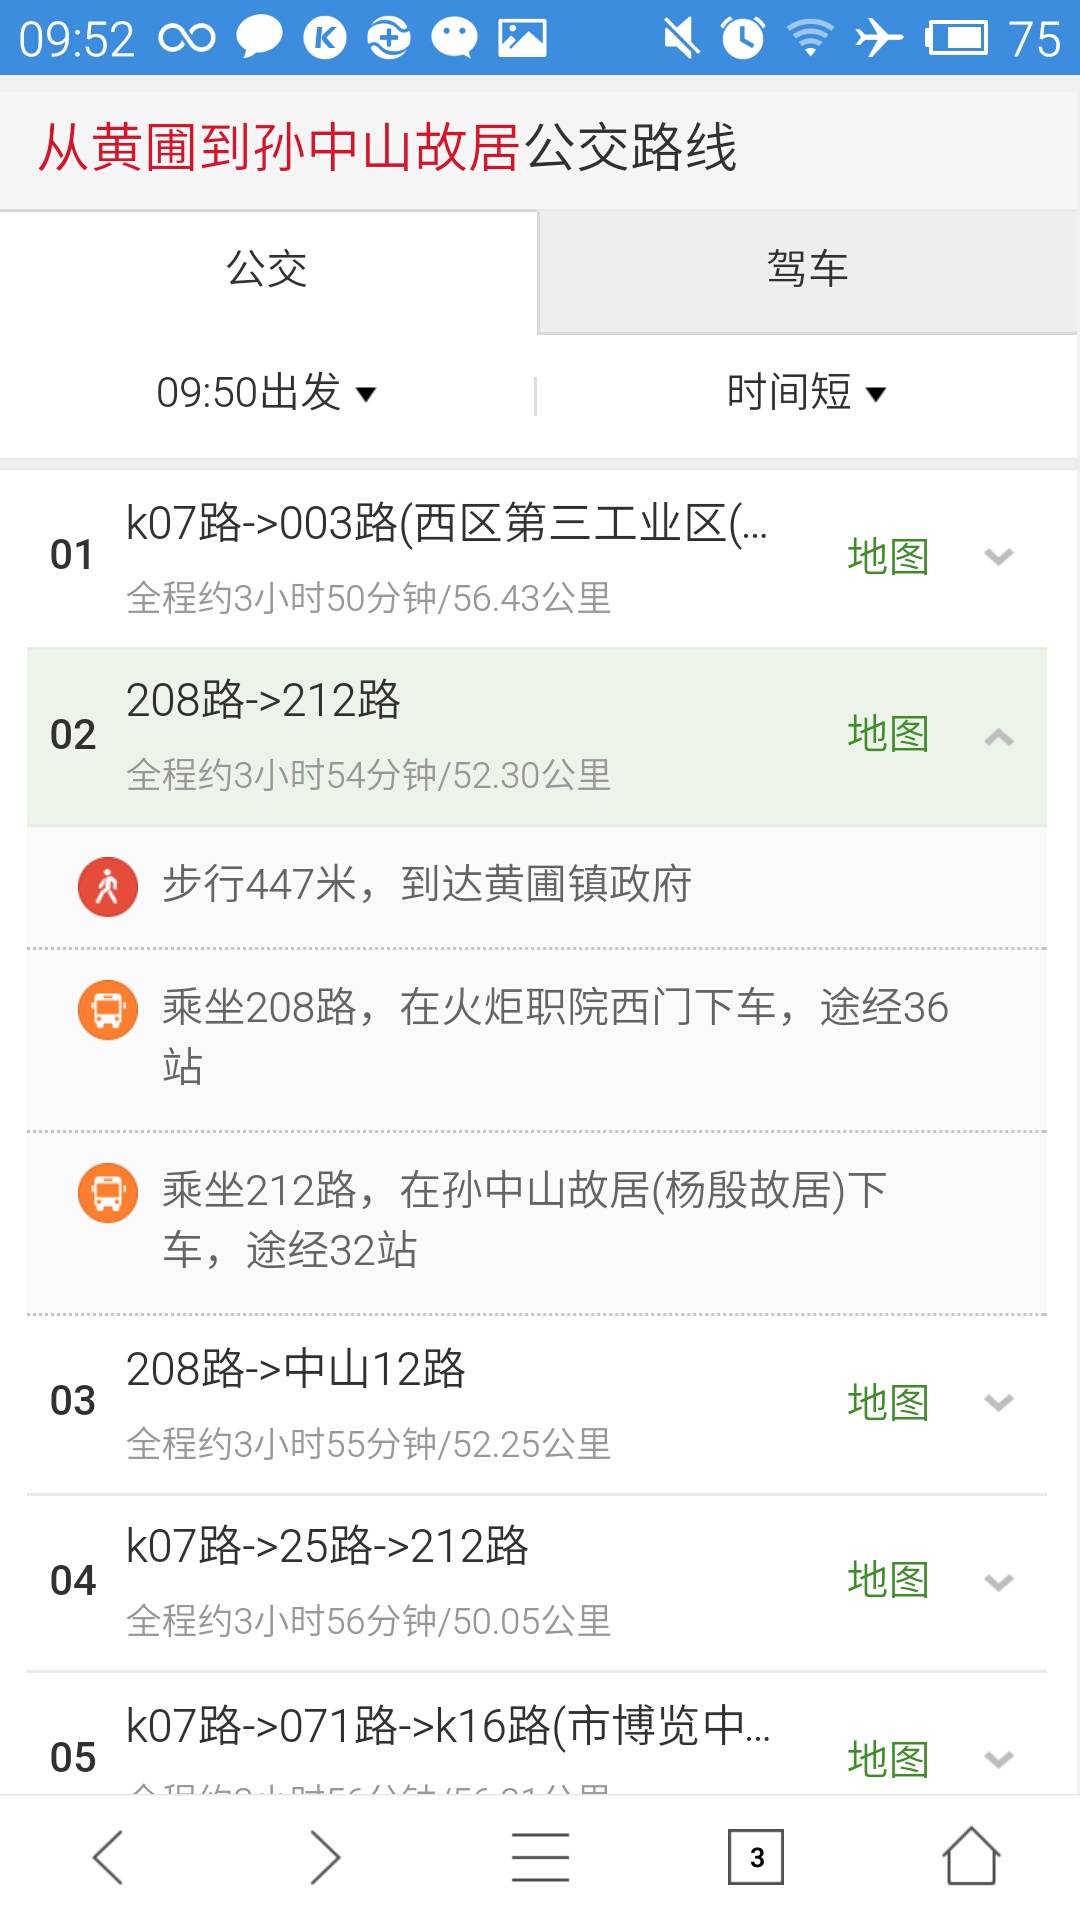 09:52
75
从黄圃到孙中山故居公交路线
公交
驾车
09:50出发
时间短
01
k07路->003路(西区第三工业区(...
地图
全程约3小时50分钟/56.43公里
02
208路->212路
地图
全程约3小时54分钟/52.30公里
步行447米，到达黄圃镇政府
乘坐208路，在火炬职院西门下车，途经36
站
乘坐212路，在孙中山故居(杨殷故居)下
车，途经32站
03
208路->中山12路
地图
全程约3小时55分钟/52.25公里
04
k07路->25路->212路
地图
全程约3小时56分钟/50.05公里
05
k07路->071路->k16路(市博览中...
地图
3